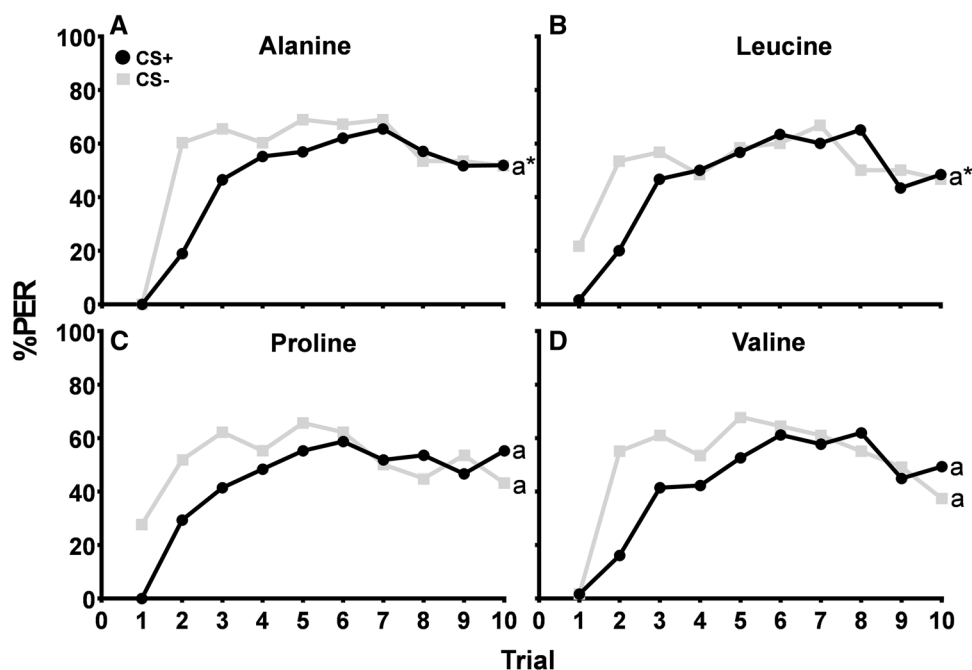 A
Alanine
CS+
CS-
100
80
60
40
20
0
a*
B
Leucine
a*
%PER
C
Proline
100
80
60
40
20
0
a
a
0 1 2 3 4 5 6 7 8 9 10
D
Valine
a
a
0 1 2 3 4 5 6 7 8 9 10
Trial